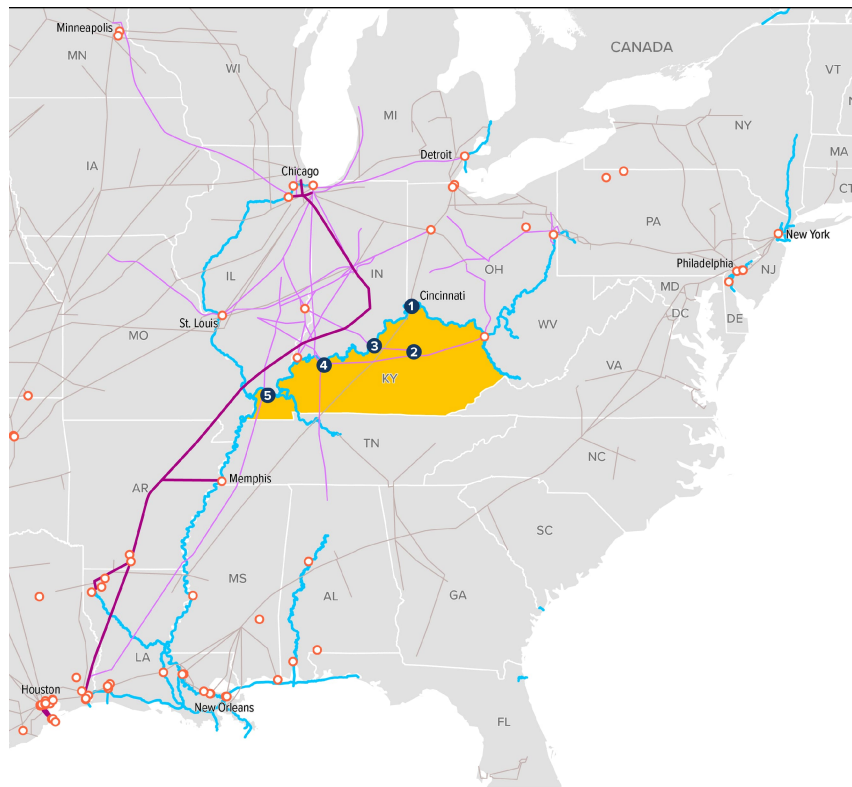 Minneapolis
MN
WI
CANADA
VT
N
MI
NY
MA
CT
IA
Detroit
Chicago
PA
New York
Philadelphia
NJ
IL
IN
OH
MD
DC
DE
1
Cincinnati
St. Louis
MO
WV
3
2
4
KY
VA
5
TN
NC
AR
Memphis
SC
MS
AL
GA
LA
Houston
New Orleans
FL